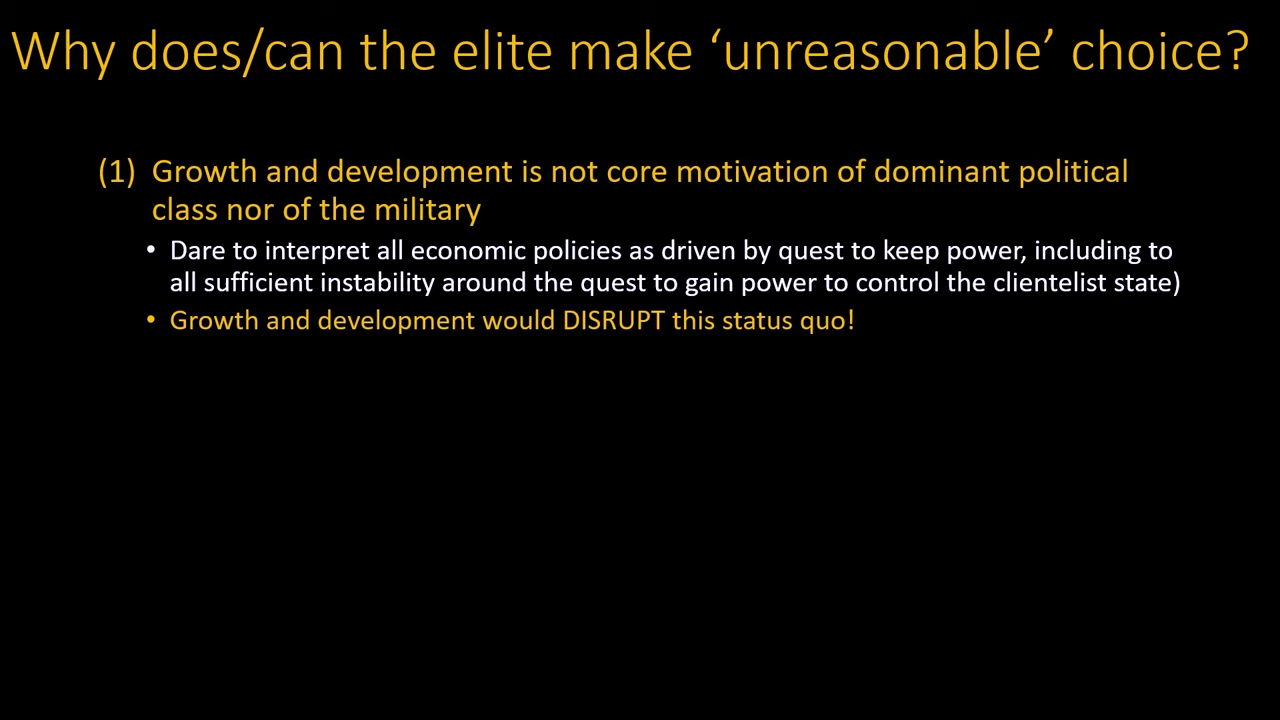 Why does/can the elite make ‘unreasonable’ choice?
(1) Growth and development is not core motivation of dominant political
class nor of the military
• Dare to interpret all economic policies as driven by quest to keep power, including to
all sufficient instability around the quest to gain power to control the clientelist state)
• Growth and development would DISRUPT this status quo!